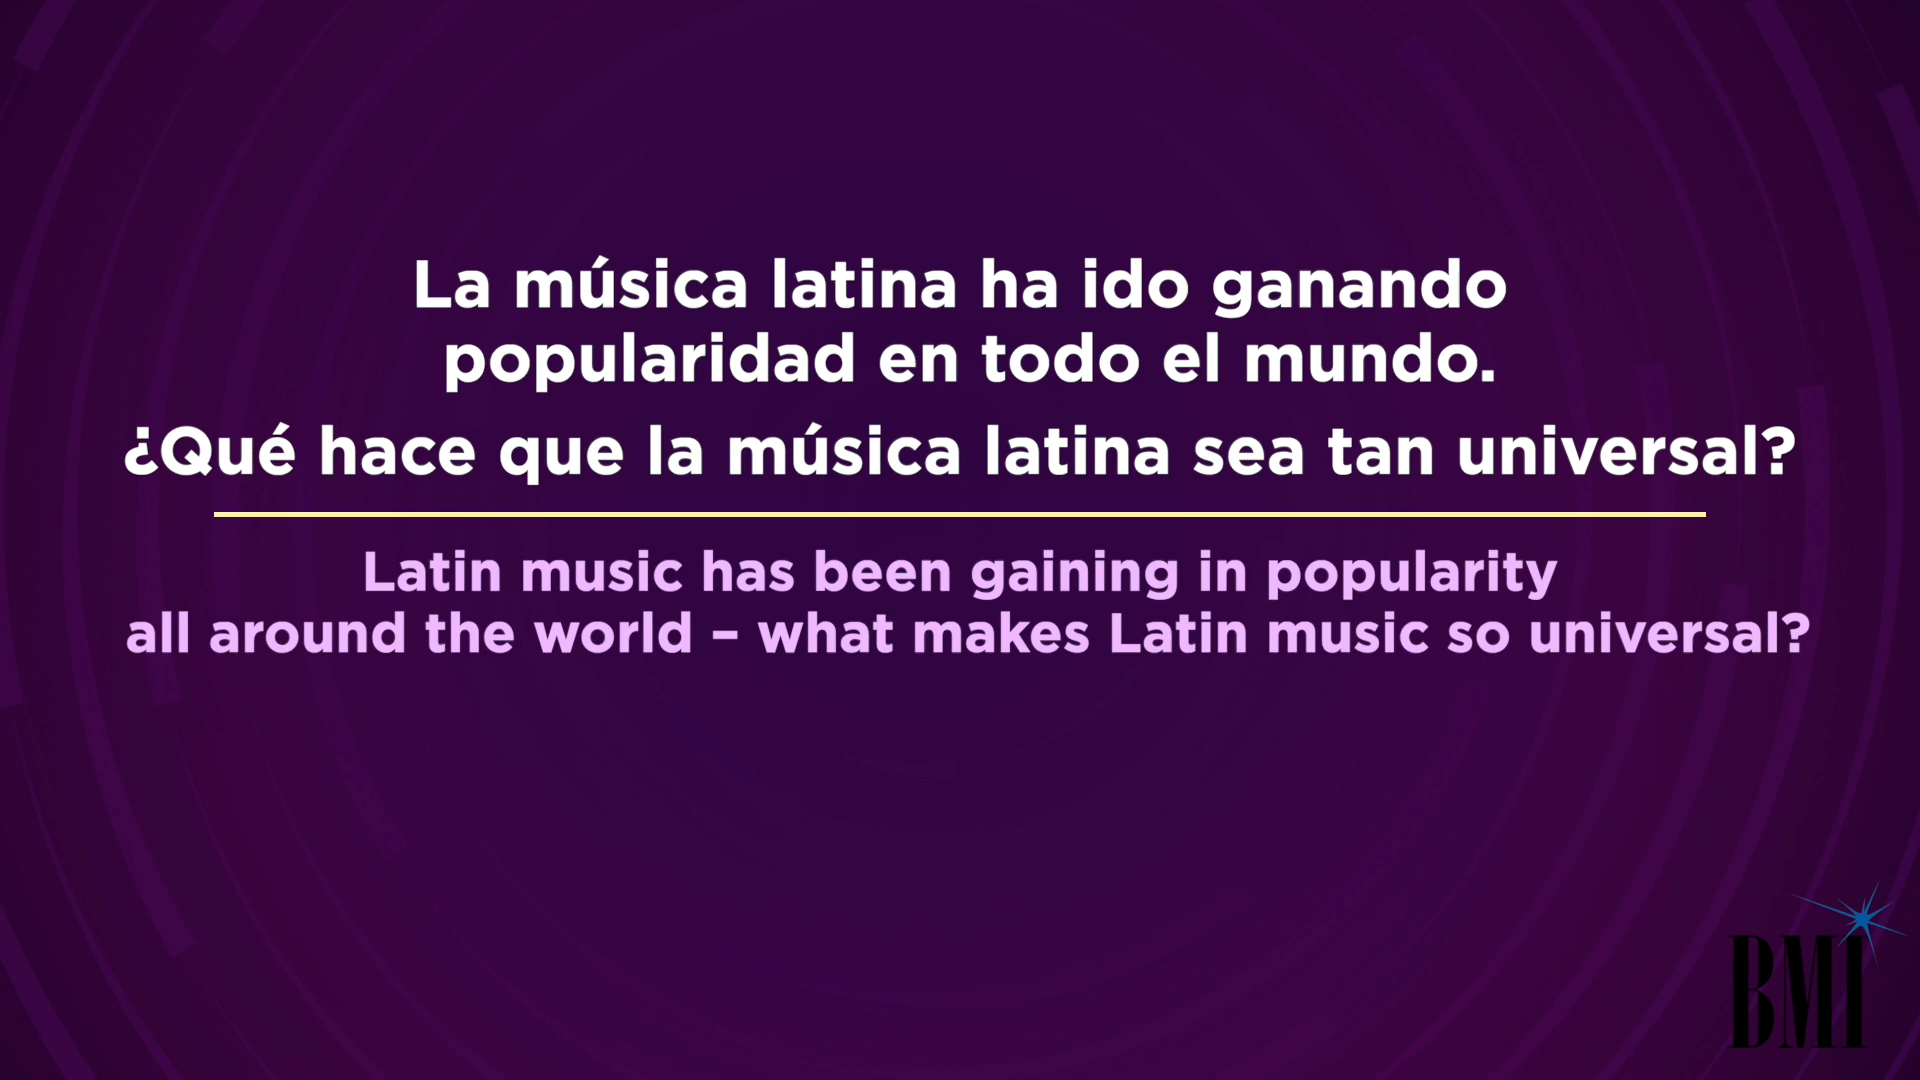 La música latina ha ido ganando
popularidad en todo el mundo.
¿Qué hace que la música latina sea tan universal?
Latin music has been gaining in popularity
all around the world – what makes Latin music so universal?
BMI